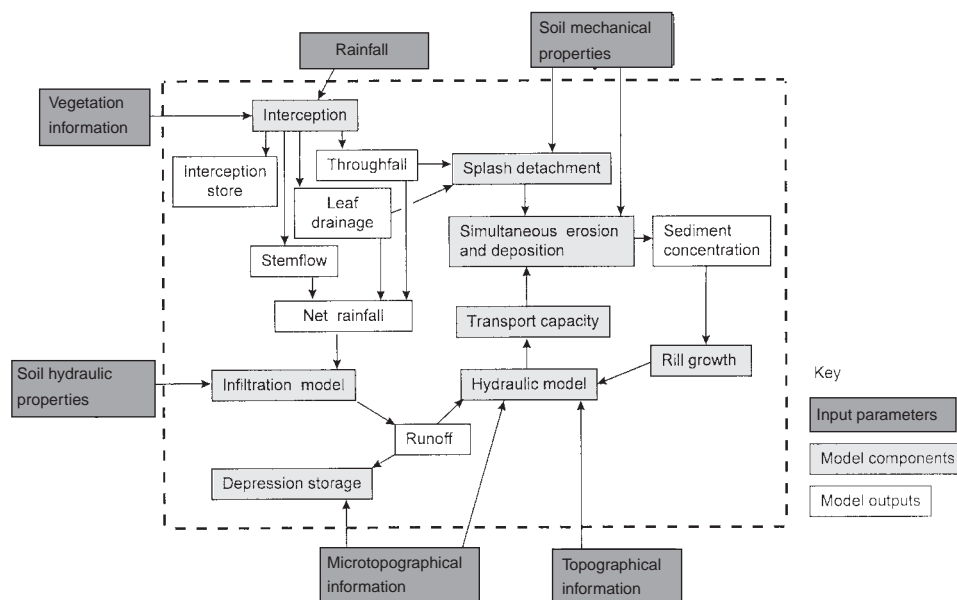 Rainfall
Soil mechanical
properties
Vegetation
information
Interception
Interception
store
Throughfall
Splash detachment
Leaf
drainage
Simultaneous erosion
and deposition
Sediment
concentration
Stemflow
Net rainfall
Transport capacity
Rill growth
Soil hydraulic
properties
Infiltration model
Hydraulic model
Runoff
Depression storage
Microtopographical
information
Topographical
information
Key
Input parameters
Model components
Model outputs